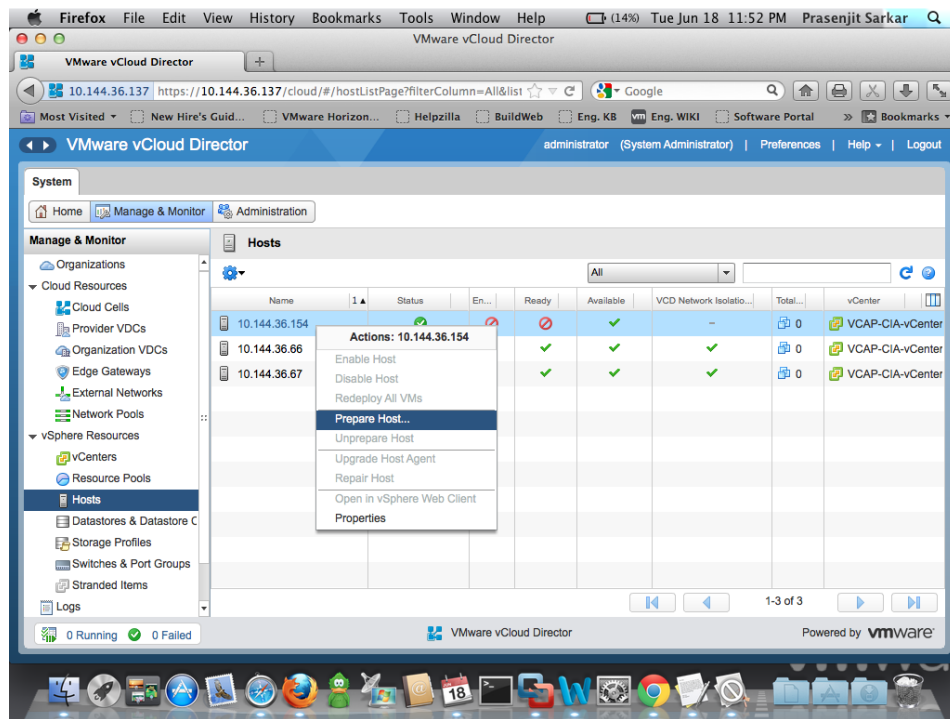 Firefox File Edit View History Bookmarks Tools Window Help (14%) Tue Jun 18 11:52 PM Prasenjit Sarkar
VMware vCloud Director
VMware vCloud Director
10.144.36.137 https://10.144.36.137/cloud/#/hostListPage?filterColumn=All&list Google
Most Visited New Hire's Guid... VMware Horizon... Helpzilla BuildWeb Eng. KB vm Eng. WIKI Software Portal » Bookmarks
VMware vCloud Director administrator (System Administrator) | Preferences | Help | Logout
System
Home Manage & Monitor Administration
Manage & Monitor
Hosts
Organizations
All
Cloud Resources
Name 1 Status En... Ready Available VCD Network Isolatio... Total... vCenter
Cloud Cells
Provider VDCs
10.144.36.154 – 0 VCAP-CIA-vCenter
Organization VDCs
10.144.36.66 0 VCAP-CIA-vCenter
Edge Gateways
10.144.36.67 0 VCAP-CIA-vCenter
External Networks
Network Pools
vSphere Resources
vCenters
Resource Pools
Hosts
Datastores & Datastore C
Storage Profiles
Switches & Port Groups
Stranded Items
Logs
Actions: 10.144.36.154
Enable Host
Disable Host
Redeploy All VMs
Prepare Host...
Unprepare Host
Upgrade Host Agent
Repair Host
Open in vSphere Web Client
Properties
1-3 of 3
0 Running 0 Failed VMware vCloud Director Powered by vmware
18